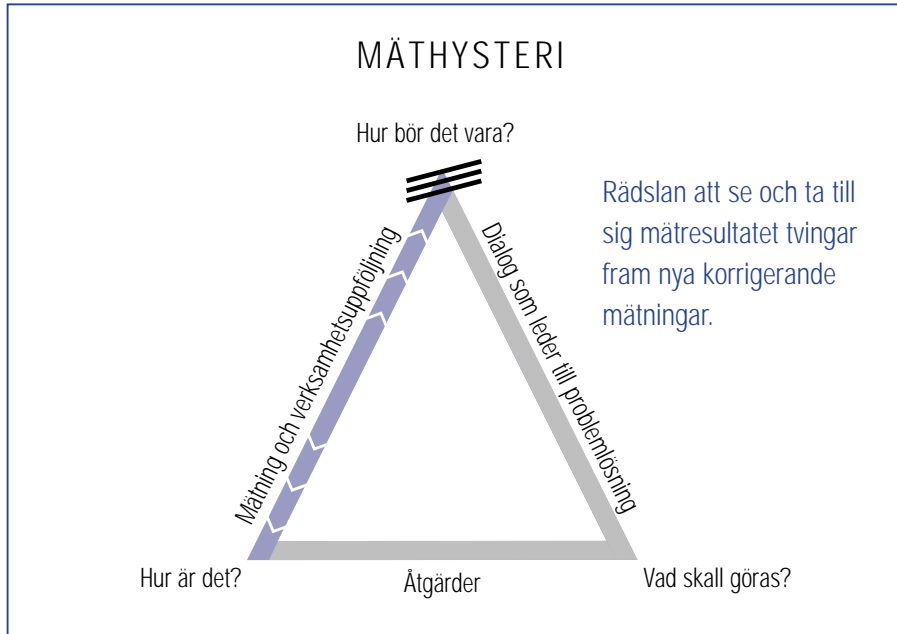 MÄTHYSTERI
Hur bör det vara?
Rädslan att se och ta till
sig mätresultatet tvingar
fram nya korrigerande
mätningar.
Mätning och verksamhetsuppföljning
Dialog som leder till problemlösning
Hur är det?
Åtgärder
Vad skall göras?